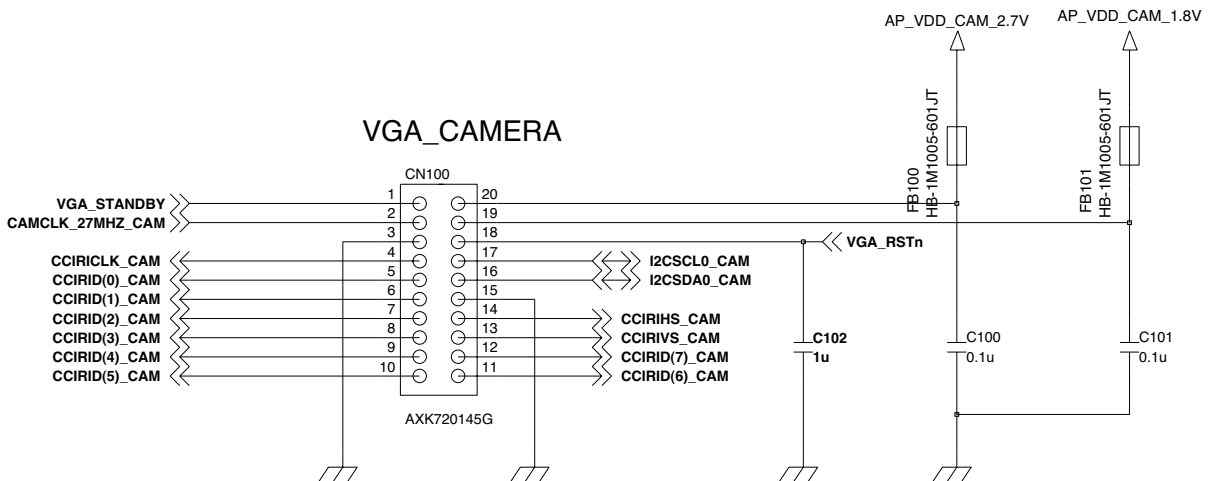 AP_VDD_CAM_2.7V
AP_VDD_CAM_1.8V
FB100
HB-1M1005-601JT
FB101
HB-1M1005-601JT
VGA_CAMERA
CN100
VGA_STANDBY 1 20
CAMCLK_27MHZ_CAM 2 19
3 18 VGA_RSTn
CCIRICLK_CAM 4 17 I2CSCL0_CAM
CCIRID(0)_CAM 5 16 I2CSDA0_CAM
CCIRID(1)_CAM 6 15
CCIRID(2)_CAM 7 14 CCIRIHS_CAM
CCIRID(3)_CAM 8 13 CCIRIVS_CAM
CCIRID(4)_CAM 9 12 CCIRID(7)_CAM
CCIRID(5)_CAM 10 11 CCIRID(6)_CAM
AXK720145G
C102
1u
C100
0.1u
C101
0.1u